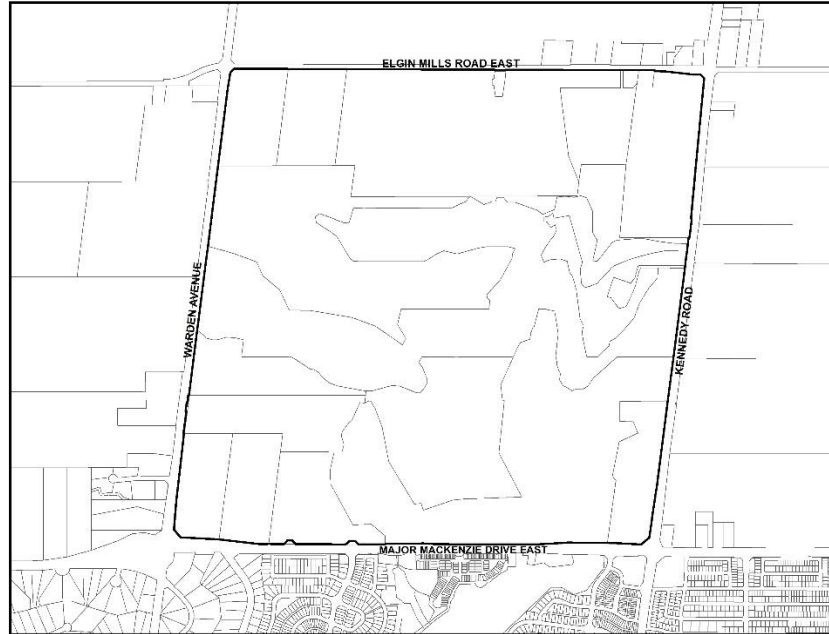 ELGIN MILLS ROAD EAST
WARDEN AVENUE
KENNEDY ROAD
MAJOR MACKENZIE DRIVE EAST